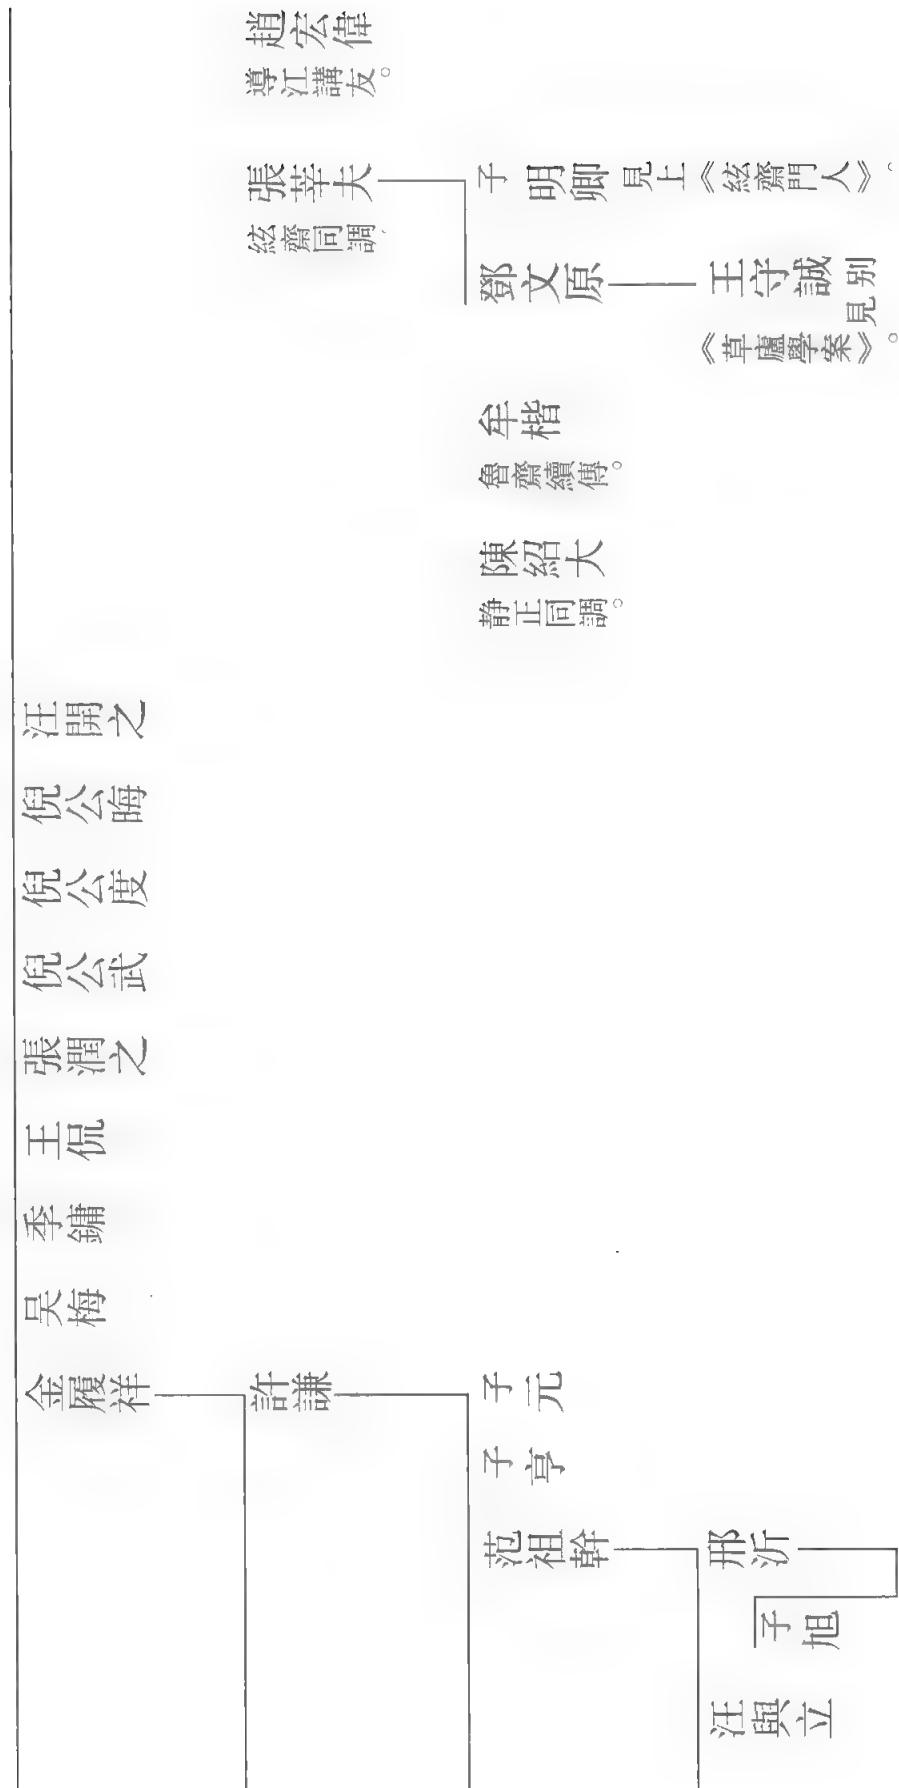 趙宏偉
導江講友。
張𦮼夫
絃齋同調
子 明卿 見上《絃齋門人》。
鄧文原
王守誠 别見
《草廬學案》。
牟楷
魯齋續傳。
陳紹大
静正同調。
汪開之
倪公晦
倪公度
倪公武
張潤之
王侃
季鏞
吴梅
金履祥
許謙
子 元
子 亨
范祖幹
邢沂
子 旭
汪與立